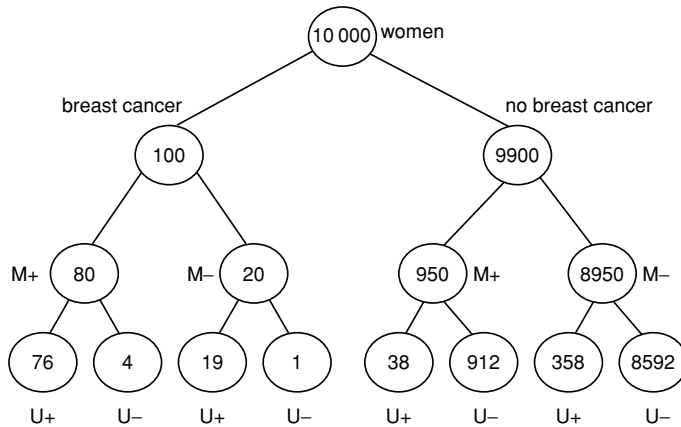 10 000 women
breast cancer no breast cancer
100 9900
M+ 80 M− 20 950 M+ 8950 M−
76 4 19 1 38 912 358 8592
U+ U− U+ U− U+ U− U+ U−